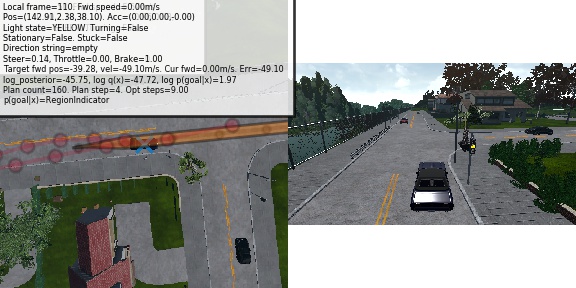 Local frame=110. Fwd speed=0.00m/s
Pos=(142.91,2.38,38.10). Acc=(0.00,0.00,-0.00)
Light state=YELLOW. Turning=False
Stationary=False. Stuck=False
Direction string=empty
Steer=0.14, Throttle=0.00, Brake=1.00
Target fwd pos=-39.28, vel=-49.10m/s. Cur fwd=0.00m/s. Err=-49.10
log_posterior=-45.75, log q(x)=-47.72, log p(goal|x)=1.97
Plan count=160. Plan step=4. Opt steps=9.00
p(goal|x)=RegionIndicator